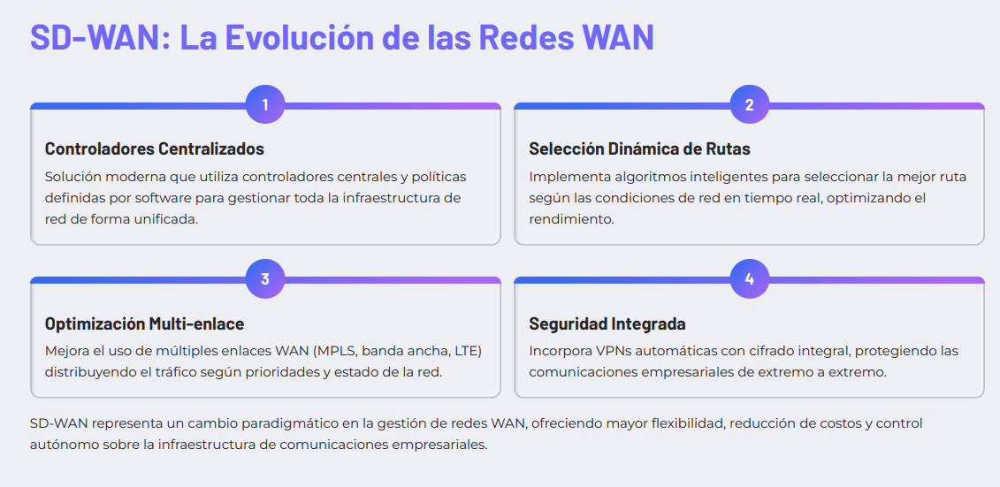 SD-WAN: La Evolución de las Redes WAN
1
Controladores Centralizados
Solución moderna que utiliza controladores centrales y políticas
definidas por software para gestionar toda la infraestructura de
red de forma unificada.
2
Selección Dinámica de Rutas
Implementa algoritmos inteligentes para seleccionar la mejor ruta
según las condiciones de red en tiempo real, optimizando el
rendimiento.
3
Optimización Multi-enlace
Mejora el uso de múltiples enlaces WAN (MPLS, banda ancha, LTE)
distribuyendo el tráfico según prioridades y estado de la red.
4
Seguridad Integrada
Incorpora VPNs automáticas con cifrado integral, protegiendo las
comunicaciones empresariales de extremo a extremo.
SD-WAN representa un cambio paradigmático en la gestión de redes WAN, ofreciendo mayor flexibilidad, reducción de costos y control
autónomo sobre la infraestructura de comunicaciones empresariales.